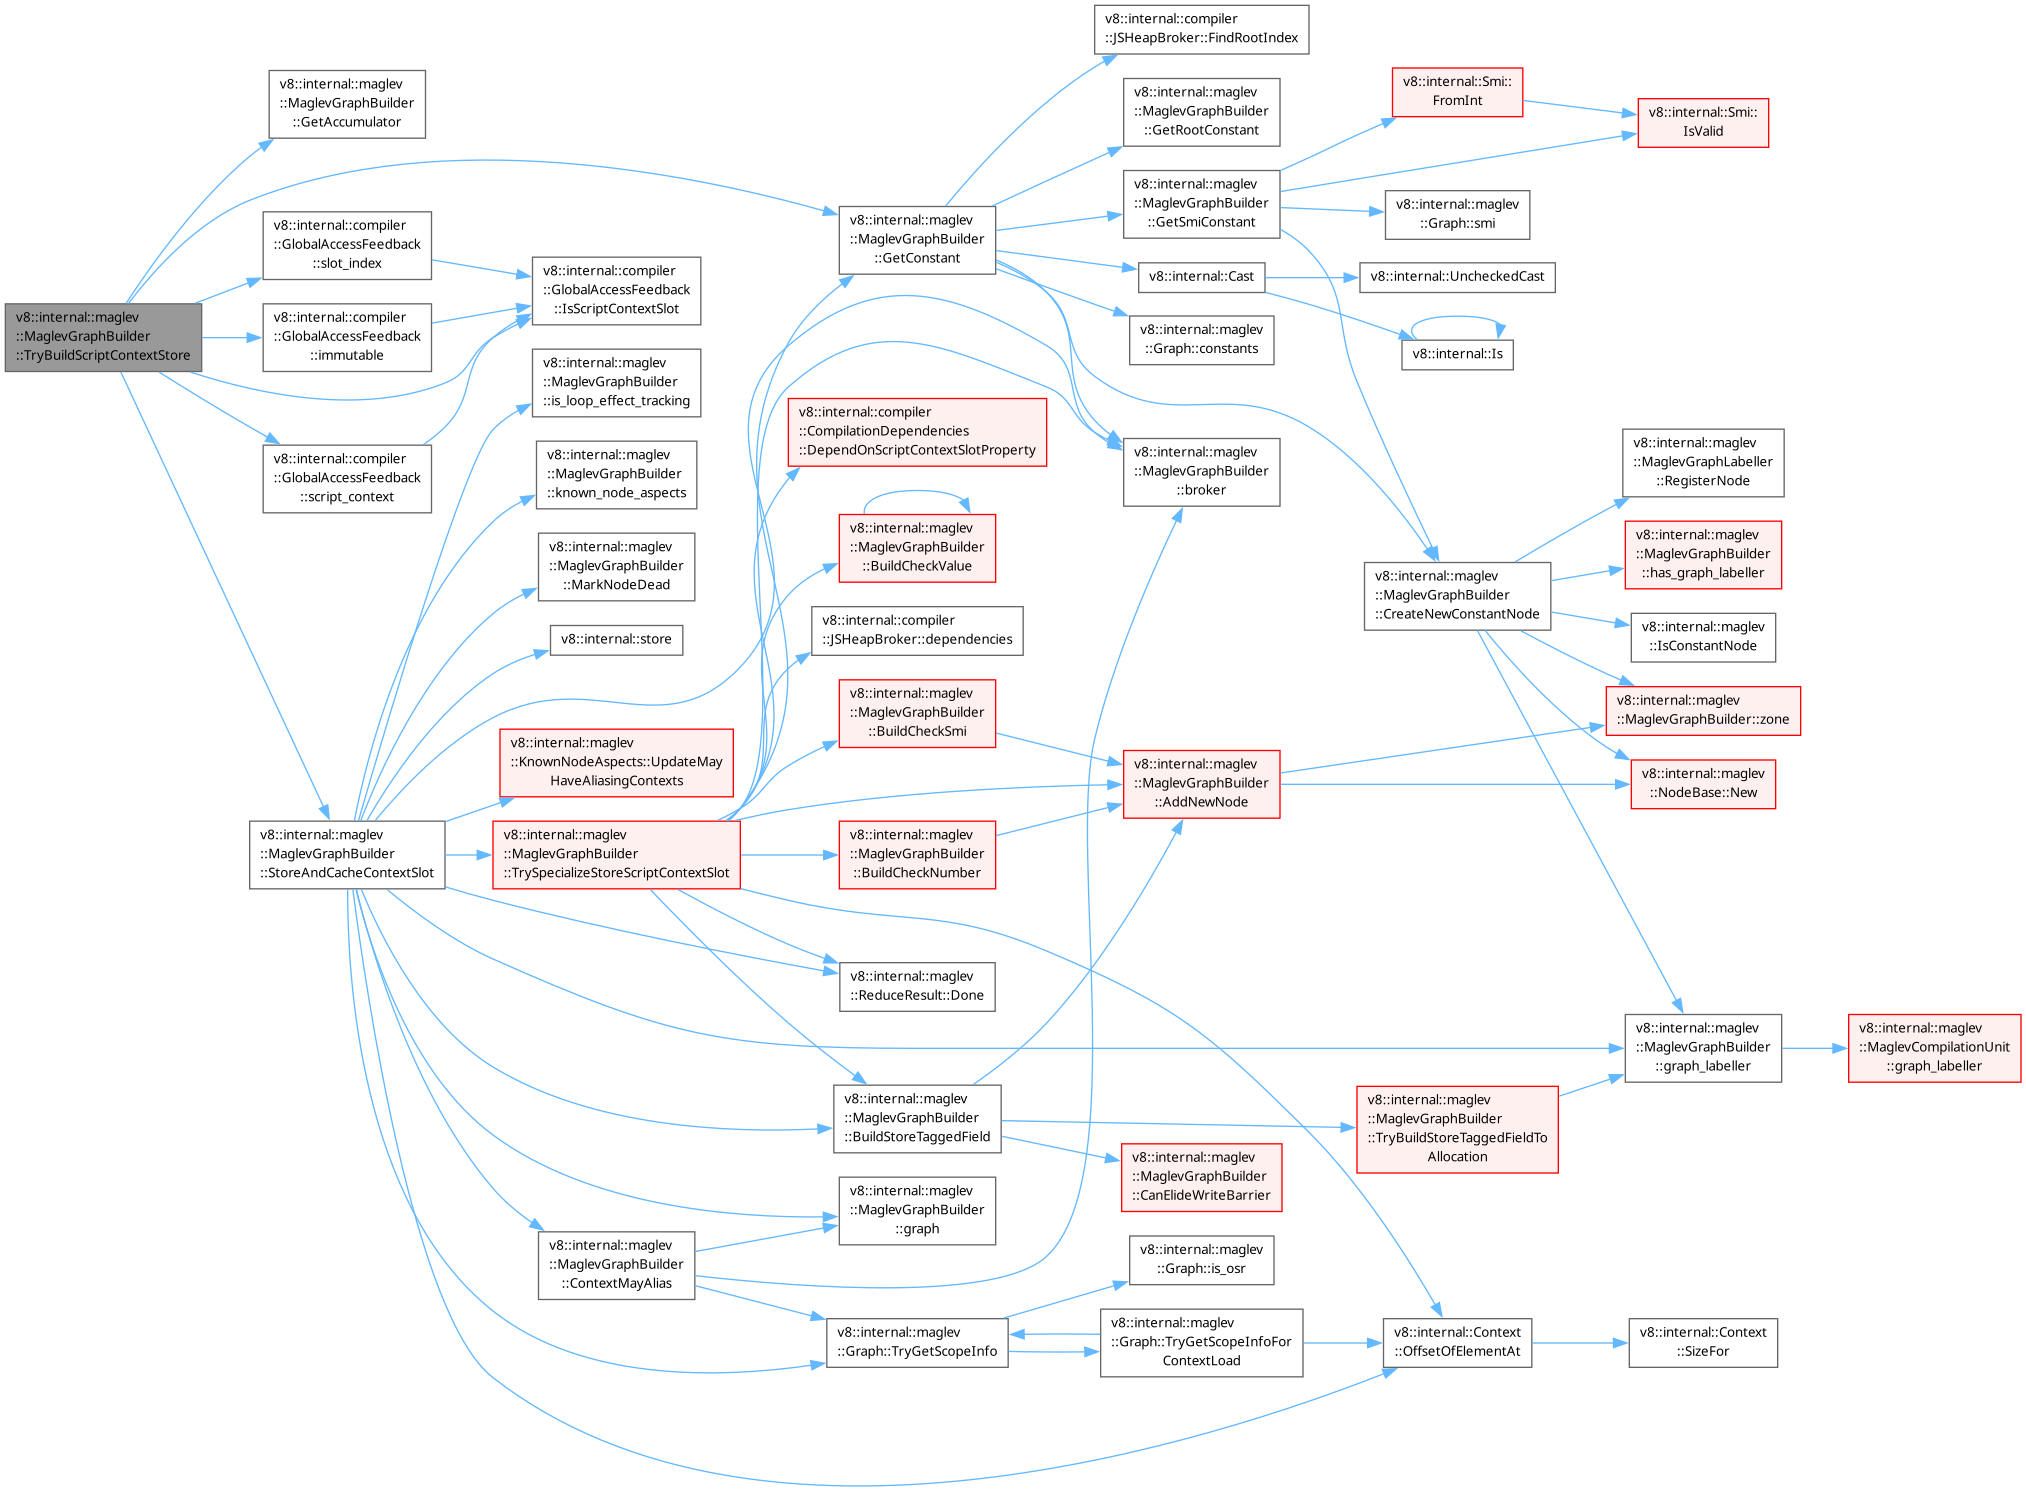 v8::internal::maglev
::MaglevGraphBuilder
::TryBuildScriptContextStore
v8::internal::maglev
::MaglevGraphBuilder
::GetAccumulator
v8::internal::compiler
::GlobalAccessFeedback
::slot_index
v8::internal::compiler
::GlobalAccessFeedback
::immutable
v8::internal::compiler
::GlobalAccessFeedback
::script_context
v8::internal::maglev
::MaglevGraphBuilder
::StoreAndCacheContextSlot
v8::internal::compiler
::GlobalAccessFeedback
::IsScriptContextSlot
v8::internal::maglev
::MaglevGraphBuilder
::is_loop_effect_tracking
v8::internal::maglev
::MaglevGraphBuilder
::known_node_aspects
v8::internal::maglev
::MaglevGraphBuilder
::MarkNodeDead
v8::internal::store
v8::internal::maglev
::KnownNodeAspects::UpdateMay
HaveAliasingContexts
v8::internal::maglev
::MaglevGraphBuilder
::TrySpecializeStoreScriptContextSlot
v8::internal::maglev
::MaglevGraphBuilder
::ContextMayAlias
v8::internal::maglev
::MaglevGraphBuilder
::GetConstant
v8::internal::compiler
::CompilationDependencies
::DependOnScriptContextSlotProperty
v8::internal::maglev
::MaglevGraphBuilder
::BuildCheckValue
v8::internal::compiler
::JSHeapBroker::dependencies
v8::internal::maglev
::MaglevGraphBuilder
::BuildCheckSmi
v8::internal::maglev
::MaglevGraphBuilder
::BuildCheckNumber
v8::internal::maglev
::ReduceResult::Done
v8::internal::maglev
::MaglevGraphBuilder
::BuildStoreTaggedField
v8::internal::maglev
::MaglevGraphBuilder
::graph
v8::internal::maglev
::Graph::TryGetScopeInfo
v8::internal::compiler
::JSHeapBroker::FindRootIndex
v8::internal::maglev
::MaglevGraphBuilder
::GetRootConstant
v8::internal::maglev
::MaglevGraphBuilder
::GetSmiConstant
v8::internal::Cast
v8::internal::maglev
::Graph::constants
v8::internal::maglev
::MaglevGraphBuilder
::broker
v8::internal::maglev
::MaglevGraphBuilder
::AddNewNode
v8::internal::maglev
::MaglevGraphBuilder
::CanElideWriteBarrier
v8::internal::maglev
::Graph::is_osr
v8::internal::maglev
::Graph::TryGetScopeInfoFor
ContextLoad
v8::internal::Smi::
FromInt
v8::internal::maglev
::Graph::smi
v8::internal::UncheckedCast
v8::internal::Is
v8::internal::maglev
::MaglevGraphBuilder
::CreateNewConstantNode
v8::internal::maglev
::MaglevGraphBuilder
::TryBuildStoreTaggedFieldTo
Allocation
v8::internal::Context
::OffsetOfElementAt
v8::internal::Smi::
IsValid
v8::internal::maglev
::MaglevGraphLabeller
::RegisterNode
v8::internal::maglev
::MaglevGraphBuilder
::has_graph_labeller
v8::internal::maglev
::IsConstantNode
v8::internal::maglev
::MaglevGraphBuilder::zone
v8::internal::maglev
::NodeBase::New
v8::internal::maglev
::MaglevGraphBuilder
::graph_labeller
v8::internal::Context
::SizeFor
v8::internal::maglev
::MaglevCompilationUnit
::graph_labeller